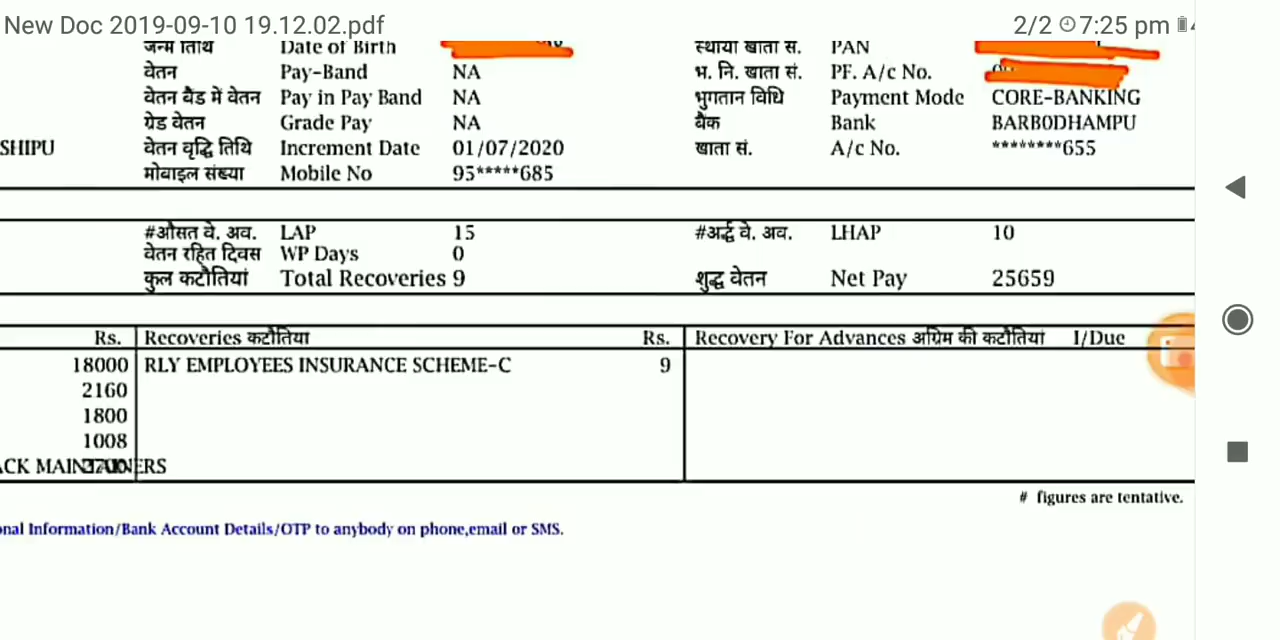 New Doc 2019-09-10 19.12.02.pdf 2/2 7:25 pm
जन्म तिथि Date of Birth स्थायी खाता सं. PAN
वेतन Pay-Band NA भ. नि. खाता सं. PF. A/c No.
वेतन बैंड में वेतन Pay in Pay Band NA भुगतान विधि Payment Mode CORE-BANKING
ग्रेड वेतन Grade Pay NA बैंक Bank BARB0DHAMPU
SHIPU वेतन वृद्धि तिथि Increment Date 01/07/2020 खाता सं. A/c No. ********655
मोबाइल संख्या Mobile No 95*****685
#औसत वे. अव. LAP 15 #अर्द्ध वे. अव. LHAP 10
वेतन रहित दिवस WP Days 0
कुल कटौतियां Total Recoveries 9 शुद्ध वेतन Net Pay 25659
Rs. Recoveries कटौतियां Rs. Recovery For Advances अग्रिम की कटौतियां I/Due
18000 RLY EMPLOYEES INSURANCE SCHEME-C 9
2160
1800
1008
ACK MAINTAINERS
# figures are tentative.
onal Information/Bank Account Details/OTP to anybody on phone,email or SMS.